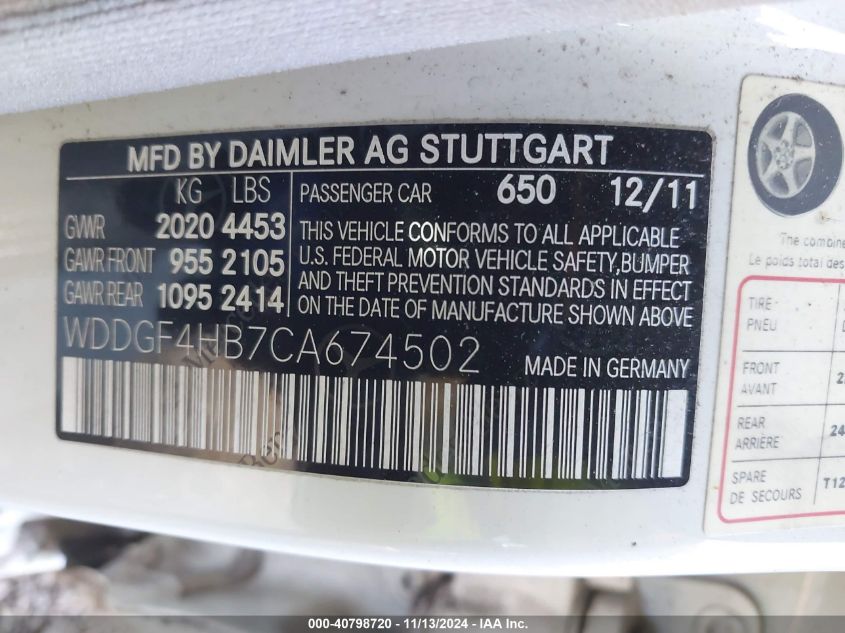 MFD BY DAIMLER AG STUTTGART
KG LBS
GVWR 2020 4453
GAWR FRONT 955 2105
GAWR REAR 1095 2414
PASSENGER CAR 650 12/11
THIS VEHICLE CONFORMS TO ALL APPLICABLE
U.S. FEDERAL MOTOR VEHICLE SAFETY,BUMPER
AND THEFT PREVENTION STANDARDS IN EFFECT
ON THE DATE OF MANUFACTURE SHOWN ABOVE
WDDGF4HB7CA674502
MADE IN GERMANY
The combine
Le poids total des
TIRE
PNEU
FRONT
AVANT
REAR
ARRIÈRE
24
SPARE
DE SECOURS
T12
000-40798720 - 11/13/2024 - IAA Inc.